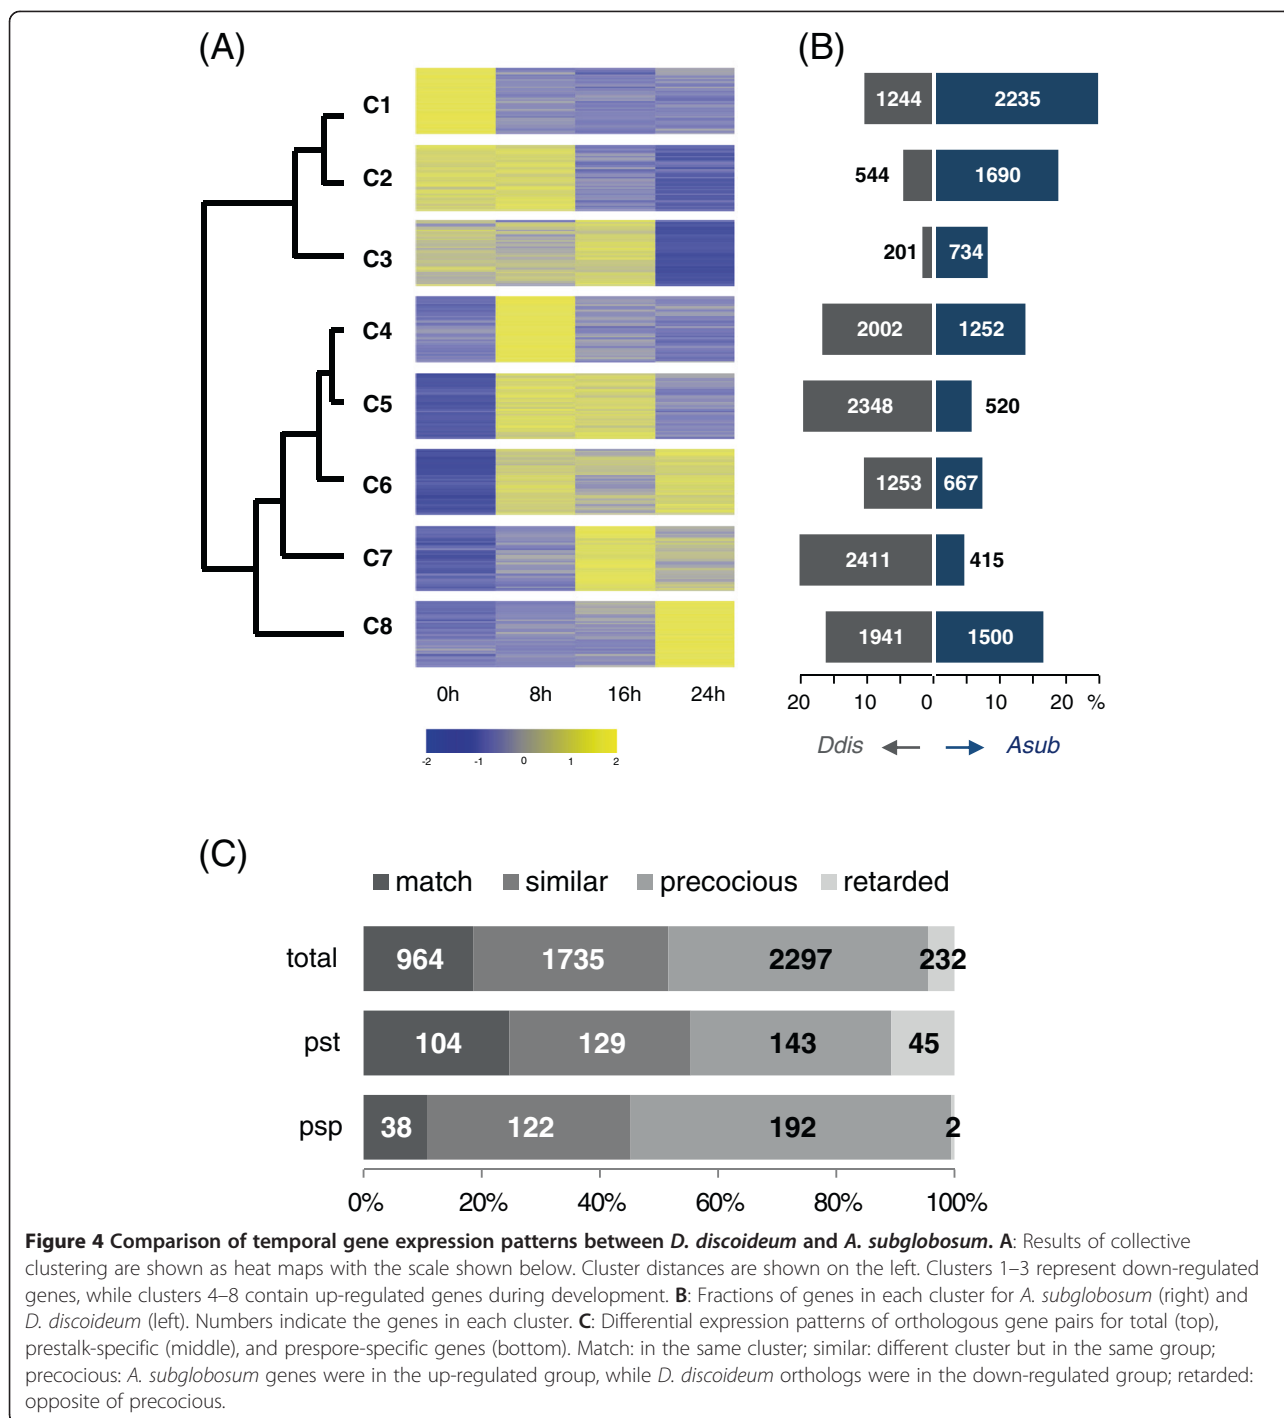 (A)
(B)
C1
1244 2235
C2
544 1690
C3
201 734
C4
2002 1252
C5
2348 520
C6
1253 667
C7
2411 415
C8
1941 1500
0h 8h 16h 24h
20 10 0 10 20 %
-2 -1 0 1 2
Ddis Asub
(C)
match similar precocious retarded
total 964 1735 2297 232
pst 104 129 143 45
psp 38 122 192 2
0% 20% 40% 60% 80% 100%
Figure 4 Comparison of temporal gene expression patterns between D. discoideum and A. subglobosum. A: Results of collective
clustering are shown as heat maps with the scale shown below. Cluster distances are shown on the left. Clusters 1–3 represent down-regulated
genes, while clusters 4–8 contain up-regulated genes during development. B: Fractions of genes in each cluster for A. subglobosum (right) and
D. discoideum (left). Numbers indicate the genes in each cluster. C: Differential expression patterns of orthologous gene pairs for total (top),
prestalk-specific (middle), and prespore-specific genes (bottom). Match: in the same cluster; similar: different cluster but in the same group;
precocious: A. subglobosum genes were in the up-regulated group, while D. discoideum orthologs were in the down-regulated group; retarded:
opposite of precocious.